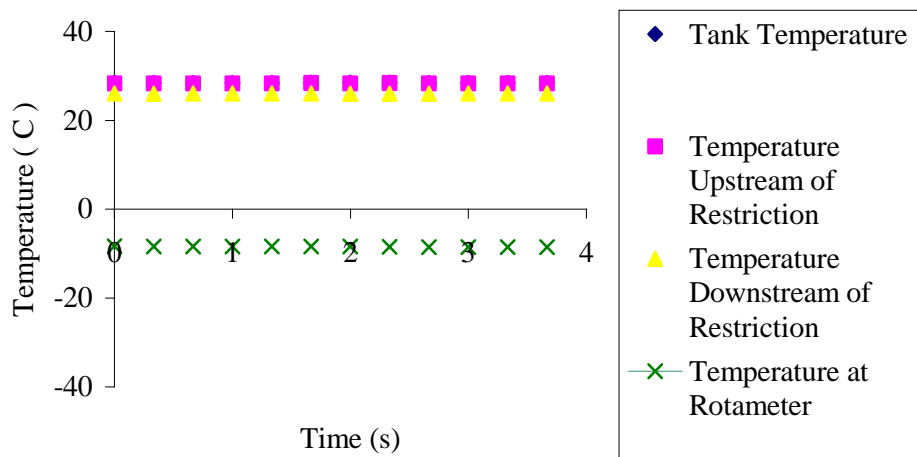 40
20
0
-20
-40
0
1
2
3
4
Temperature ( C )
Time (s)
Tank Temperature
Temperature
Upstream of
Restriction
Temperature
Downstream of
Restriction
Temperature at
Rotameter